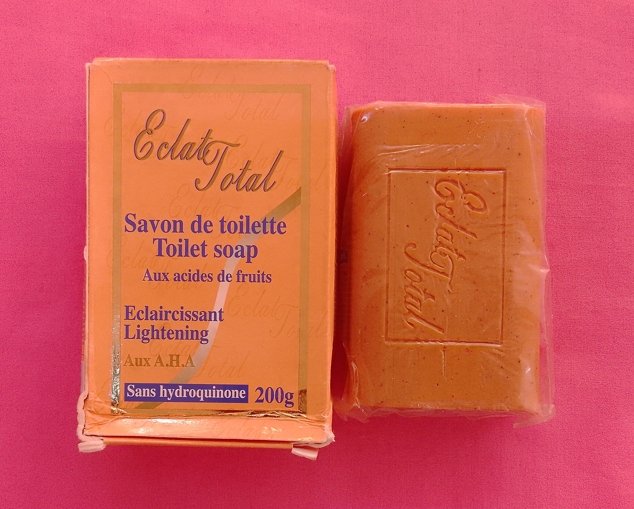 Eclat
Total
Savon de toilette
Toilet soap
Aux acides de fruits
Eclaircissant
Lightening
Aux A.H.A
Sans hydroquinone 200g
Eclat
Total